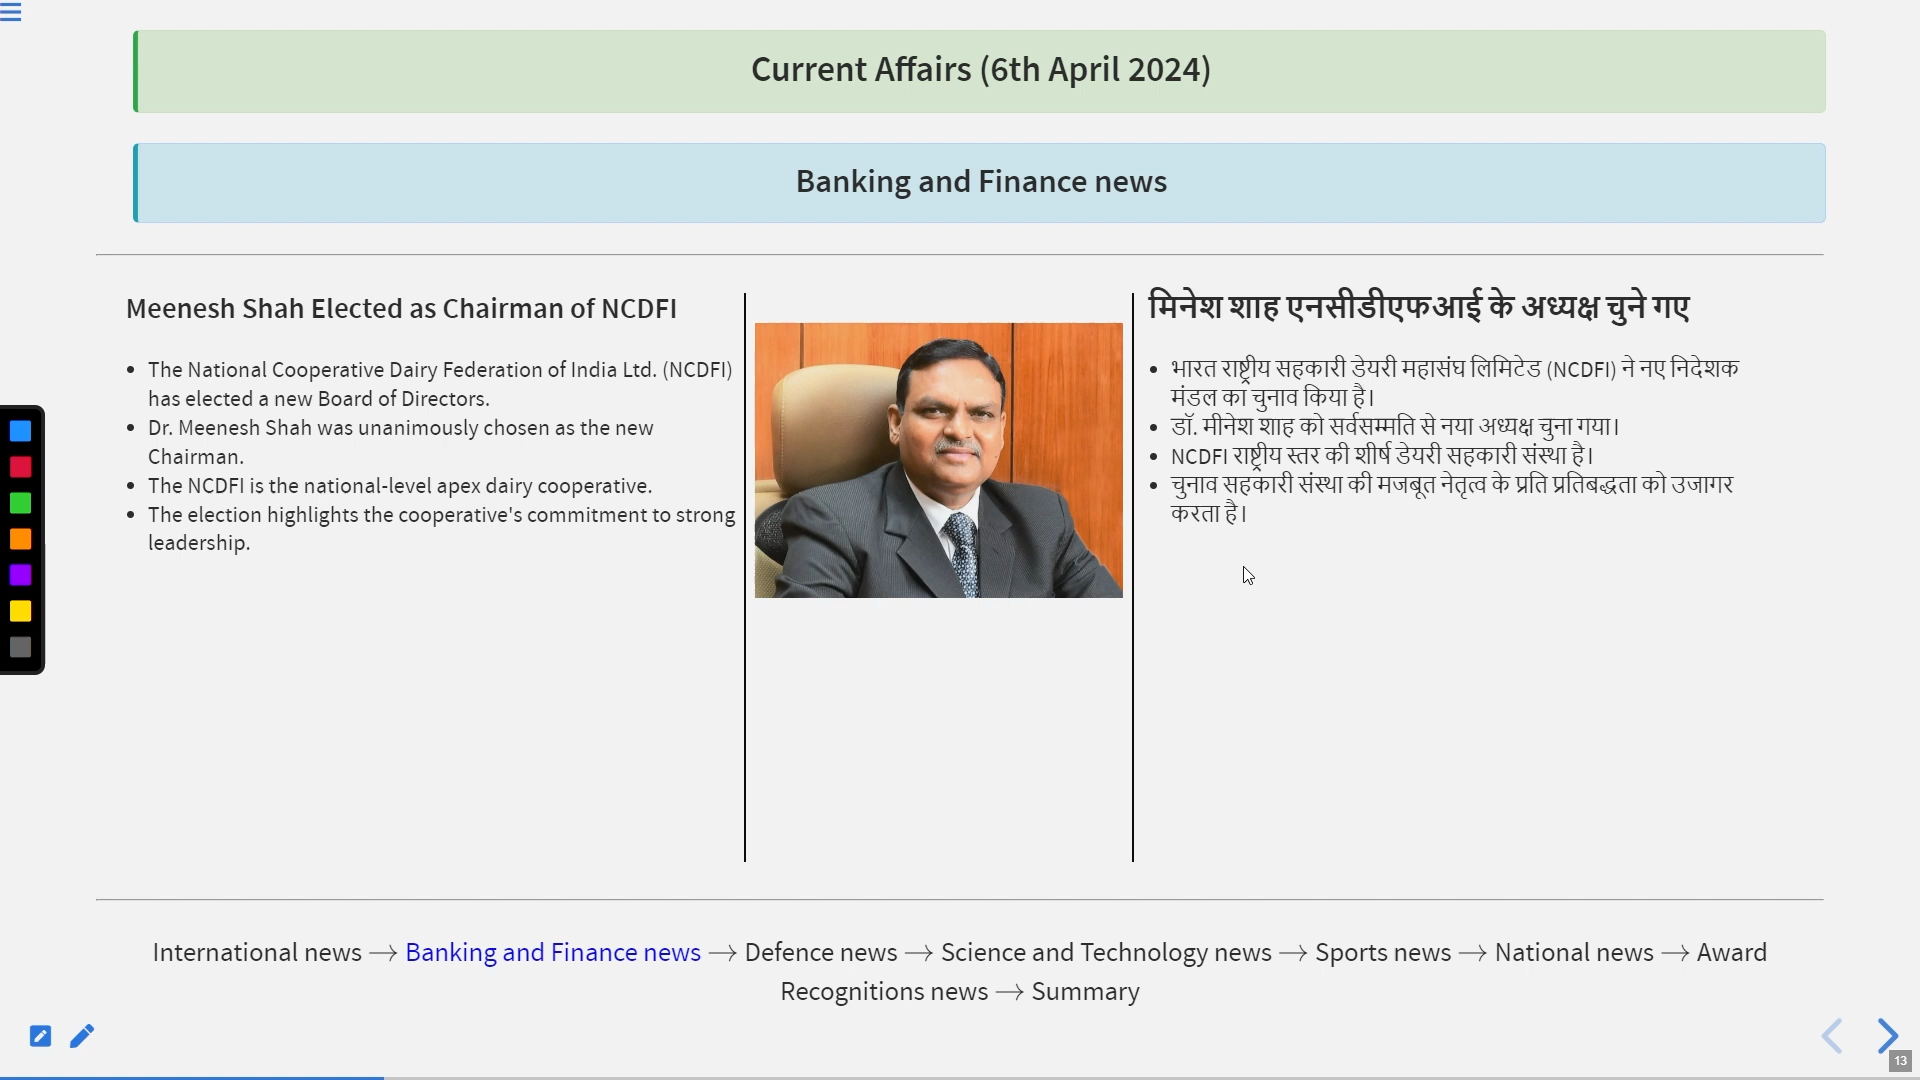 Current Affairs (6th April 2024)
Banking and Finance news
Meenesh Shah Elected as Chairman of NCDFI
The National Cooperative Dairy Federation of India Ltd. (NCDFI)
has elected a new Board of Directors.
Dr. Meenesh Shah was unanimously chosen as the new
Chairman.
The NCDFI is the national-level apex dairy cooperative.
The election highlights the cooperative's commitment to strong
leadership.
मिनेश शाह एनसीडीएफआई के अध्यक्ष चुने गए
भारत राष्ट्रीय सहकारी डेयरी महासंघ लिमिटेड (NCDFI) ने नए निदेशक
मंडल का चुनाव किया है।
डॉ. मीनेश शाह को सर्वसम्मति से नया अध्यक्ष चुना गया।
NCDFI राष्ट्रीय स्तर की शीर्ष डेयरी सहकारी संस्था है।
चुनाव सहकारी संस्था की मजबूत नेतृत्व के प्रति प्रतिबद्धता को उजागर
करता है।
International news → Banking and Finance news → Defence news → Science and Technology news → Sports news → National news → Award
Recognitions news → Summary
13